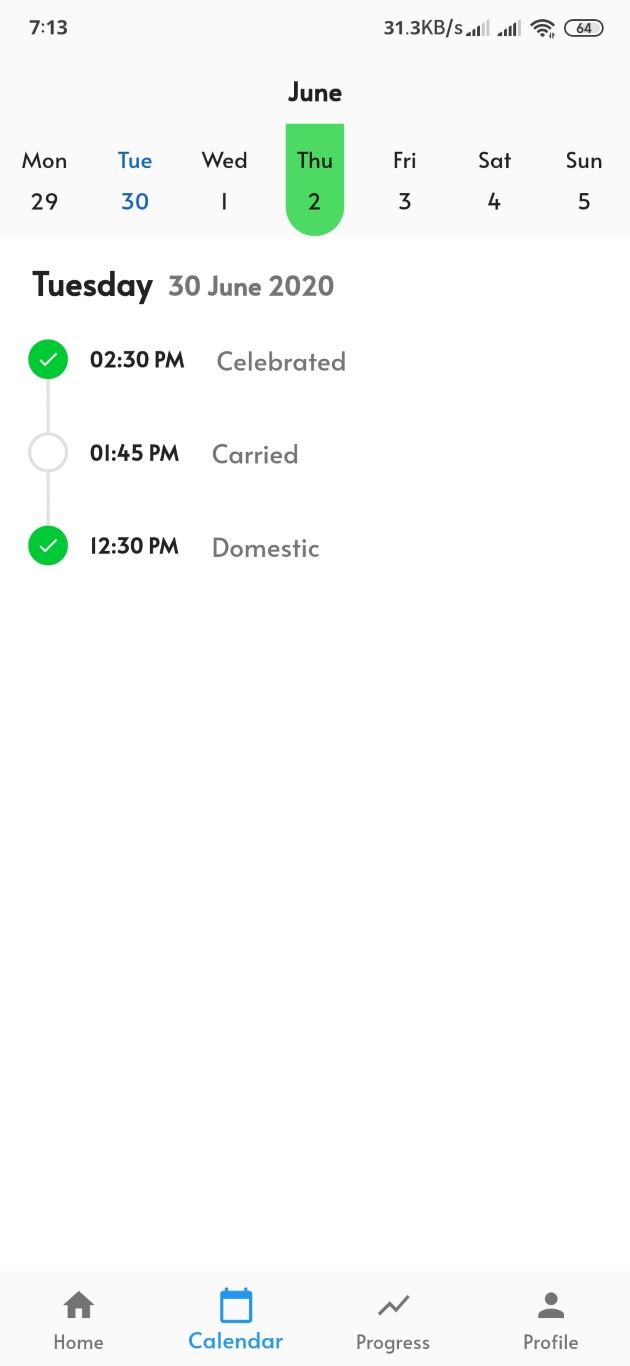 7:13 31.3KB/s 64
June
Mon Tue Wed Thu Fri Sat Sun
29 30 1 2 3 4 5
Tuesday 30 June 2020
02:30 PM Celebrated
01:45 PM Carried
12:30 PM Domestic
Home Calendar Progress Profile